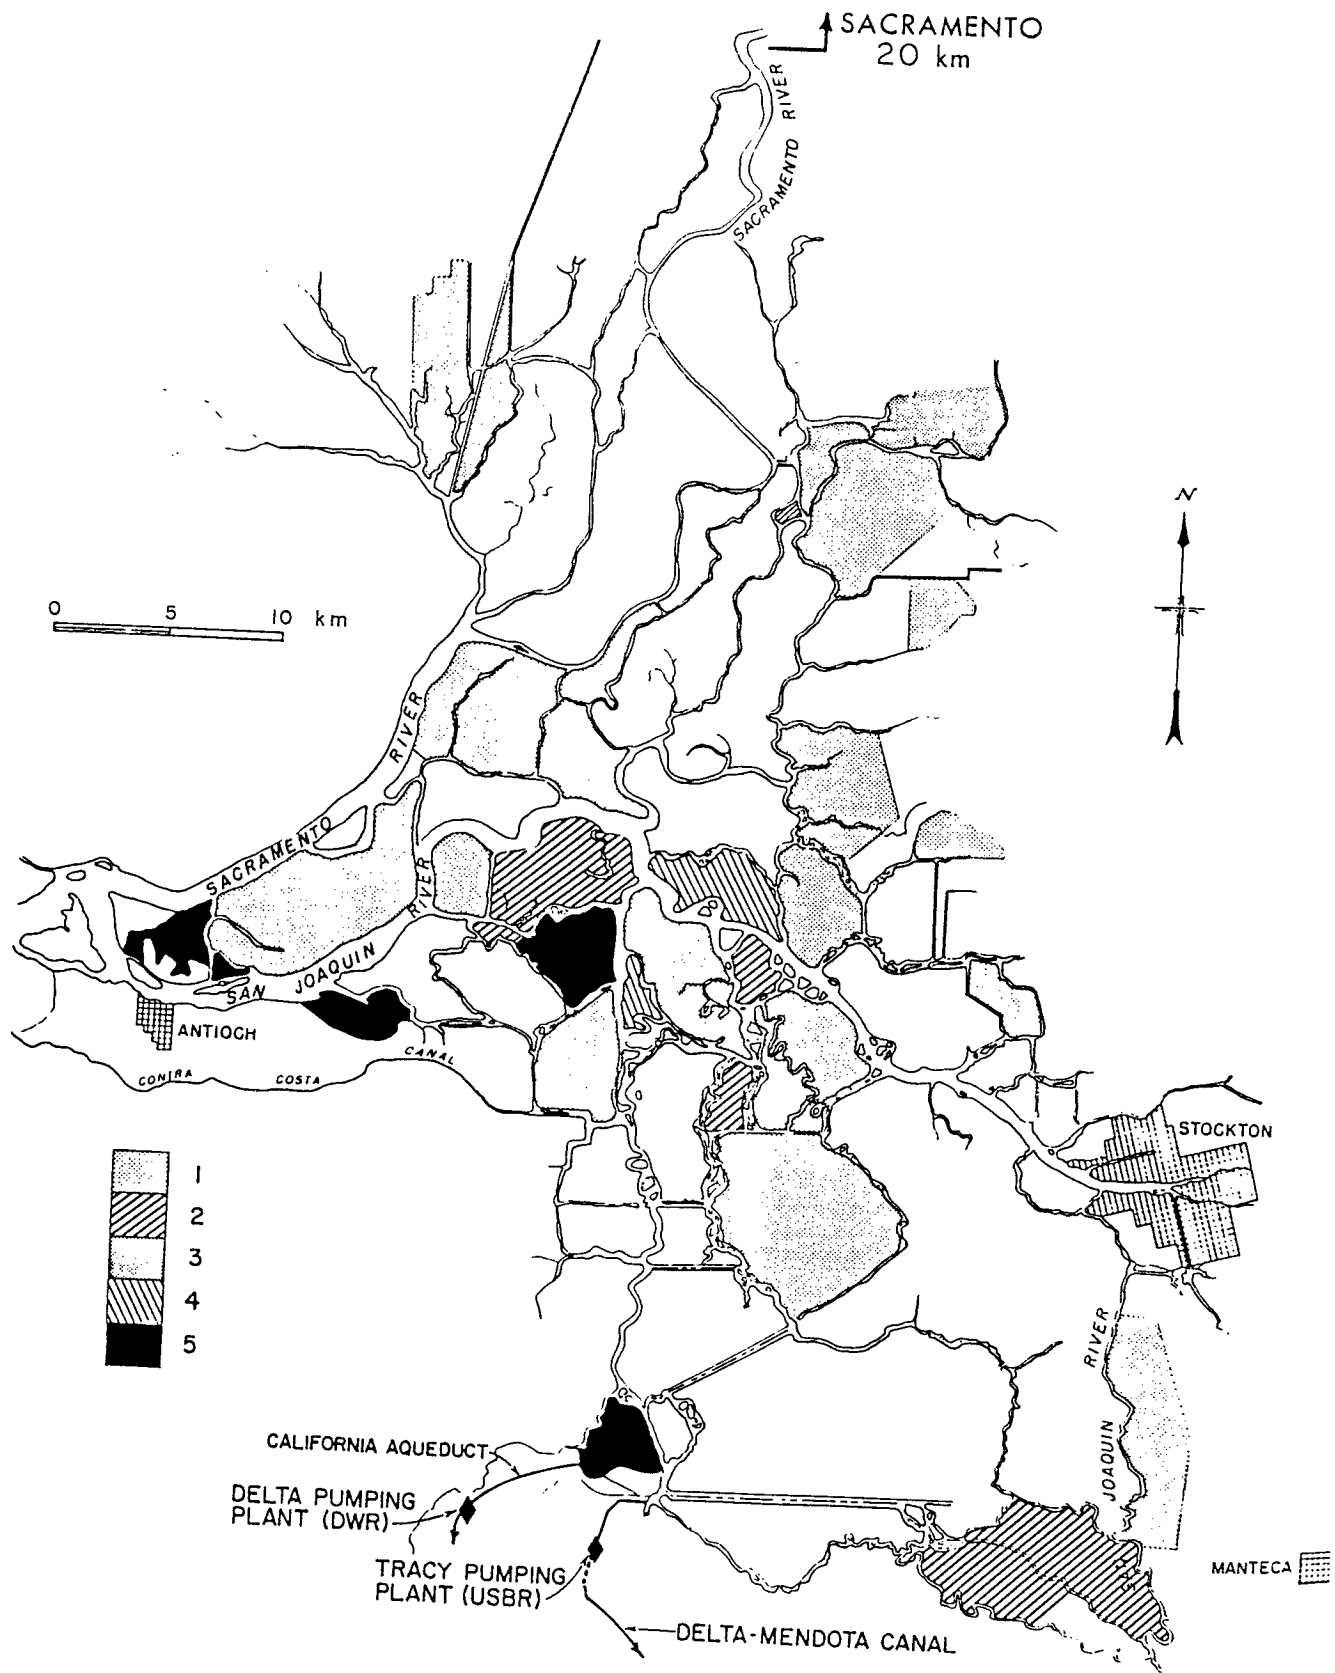 SACRAMENTO
20 km
SACRAMENTO RIVER
N
0 5 10 km
SACRAMENTO RIVER
SAN JOAQUIN RIVER
ANTIOCH
CONTRA COSTA CANAL
STOCKTON
1
2
3
4
5
SAN JOAQUIN RIVER
CALIFORNIA AQUEDUCT
DELTA PUMPING
PLANT (DWR)
TRACY PUMPING
PLANT (USBR)
MANTECA
DELTA-MENDOTA CANAL